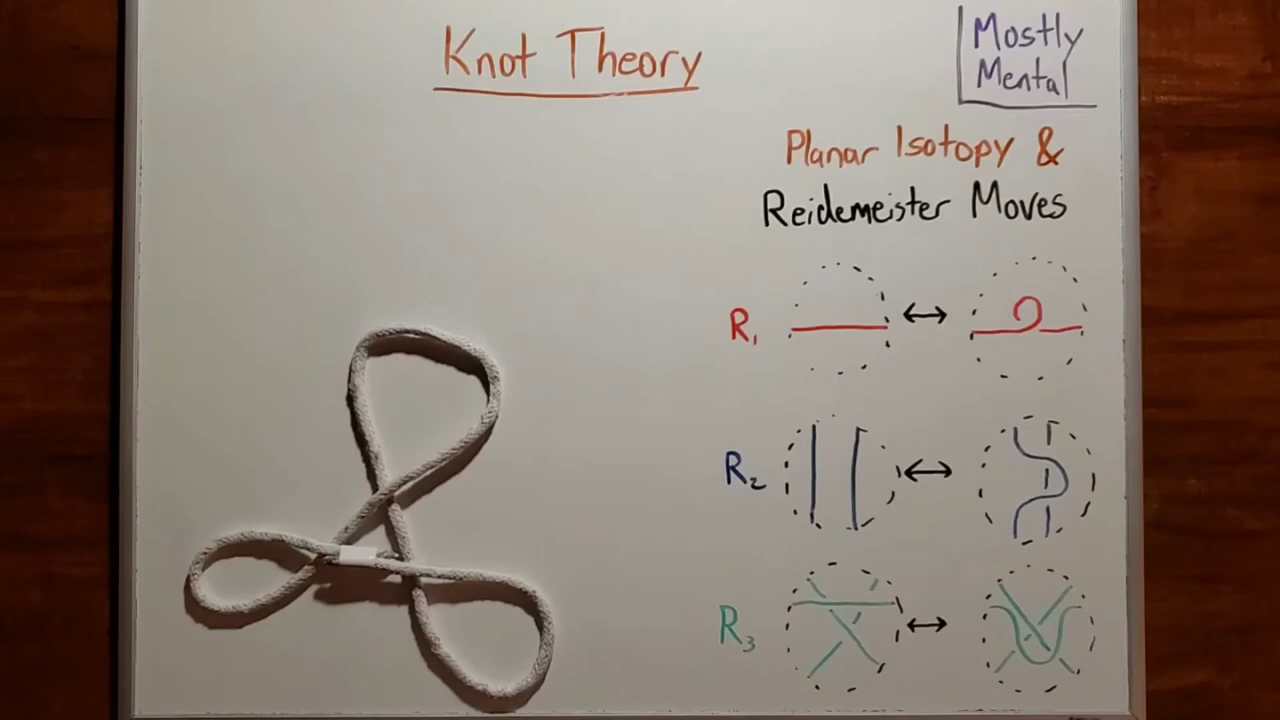 Knot Theory
Mostly
Mental
Planar Isotopy &
Reidemeister Moves
R₁
R₂
R₃